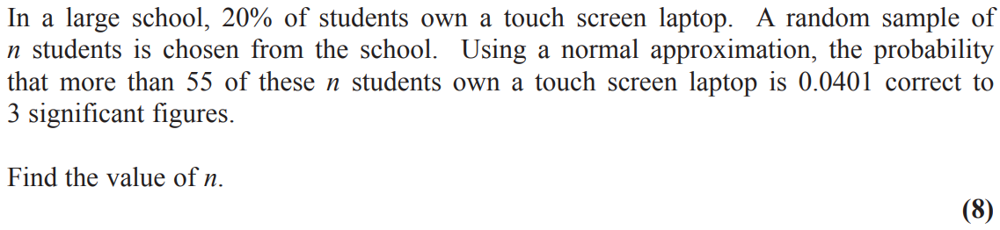 In a large school, 20% of students own a touch screen laptop. A random sample of
n students is chosen from the school. Using a normal approximation, the probability
that more than 55 of these n students own a touch screen laptop is 0.0401 correct to
3 significant figures.
Find the value of n.
(8)